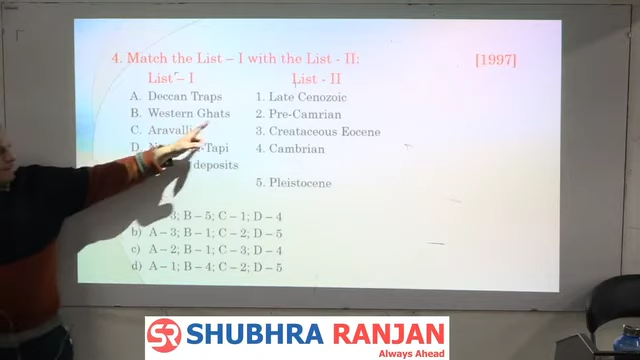 4. Match the List – I with the List - II: [1997]
List – I List - II
A. Deccan Traps 1. Late Cenozoic
B. Western Ghats 2. Pre-Camrian
C. 3. Creataceous Eocene
D. -Tapi 4. Cambrian
deposits
5. Pleistocene
3; B – 5; C – 1; D – 4
b) A – 3; B – 1; C – 2; D – 5
c) A – 2; B – 1; C – 3; D – 4
d) A – 1; B – 4; C – 2; D – 5
SR SHUBHRA RANJAN
Always Ahead